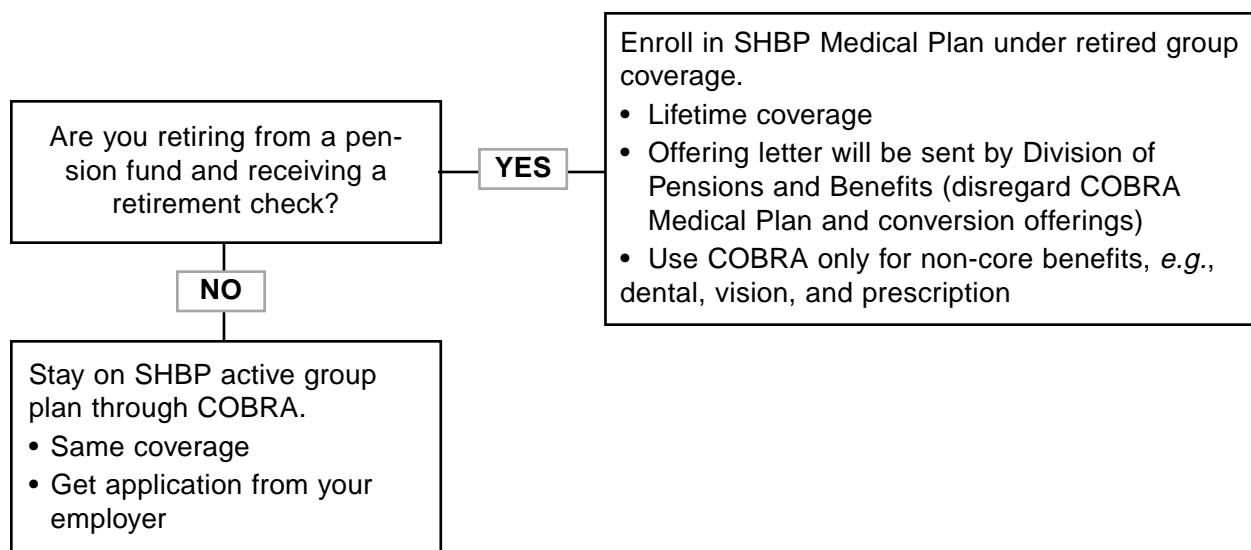 Are you retiring from a pen-
sion fund and receiving a
retirement check?
YES
Enroll in SHBP Medical Plan under retired group
coverage.
• Lifetime coverage
• Offering letter will be sent by Division of
Pensions and Benefits (disregard COBRA
Medical Plan and conversion offerings)
• Use COBRA only for non-core benefits, e.g.,
dental, vision, and prescription
NO
Stay on SHBP active group
plan through COBRA.
• Same coverage
• Get application from your
employer